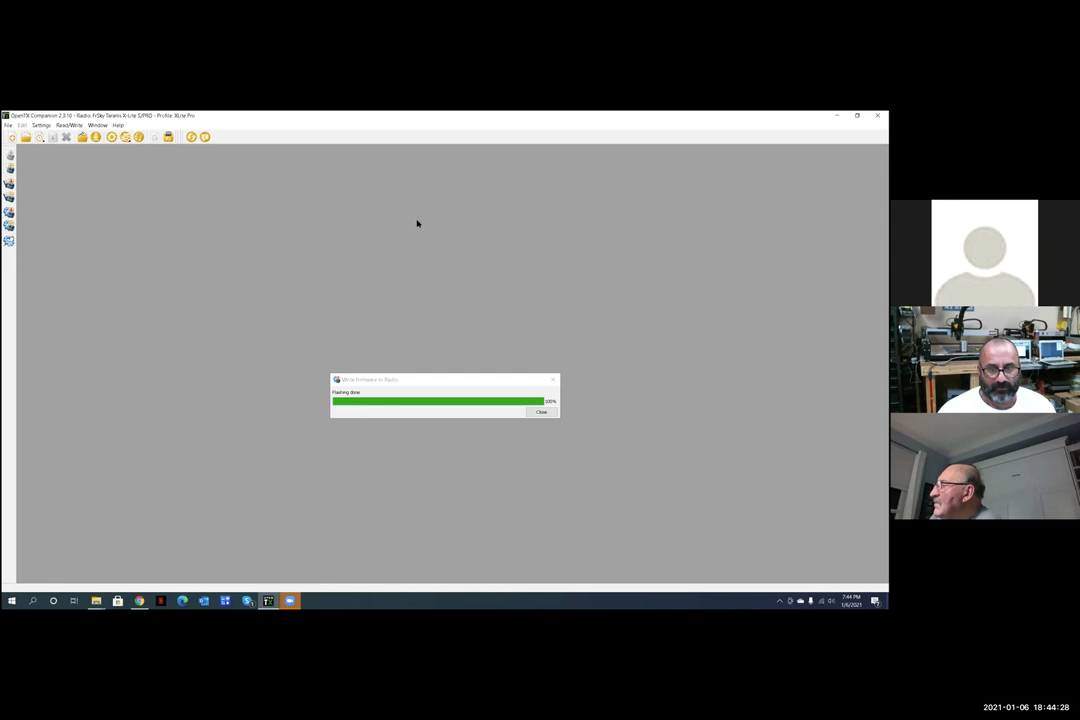 OpenTX Companion 2.3.10 - Radio: FrSky Taranis X-Lite S/PRO - Profile: XLite Pro
File Edit Settings Read/Write Window Help
Write Firmware to Radio
Flashing done
100%
Close
7:44 PM
1/6/2021
2021-01-06 18:44:28